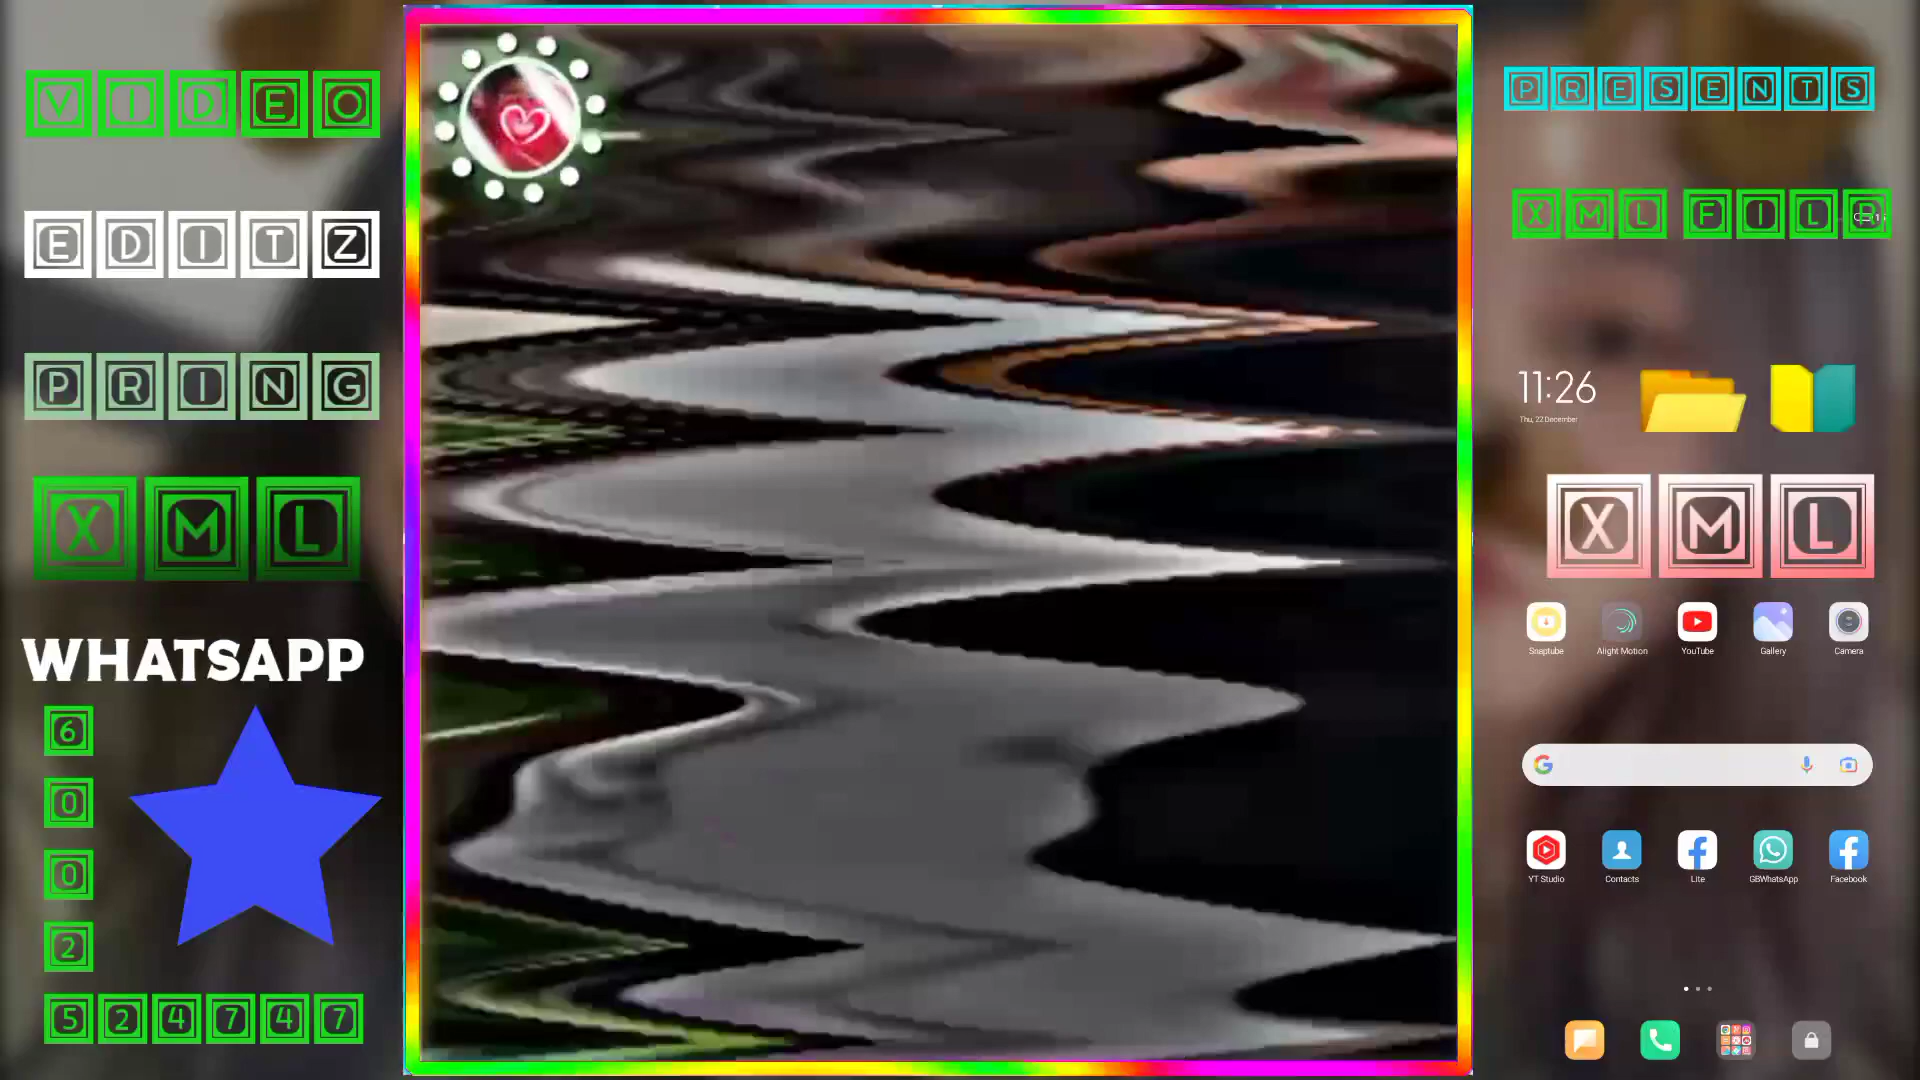 VIDEO
EDITZ
PRING
XML
WHATSAPP
6
0
0
2
524747
PRESENTS
XML FILR
11:26
Thu, 22 December
XML
Snaptube
Alight Motion
YouTube
Gallery
Camera
YT Studio
Contacts
Lite
GBWhatsApp
Facebook